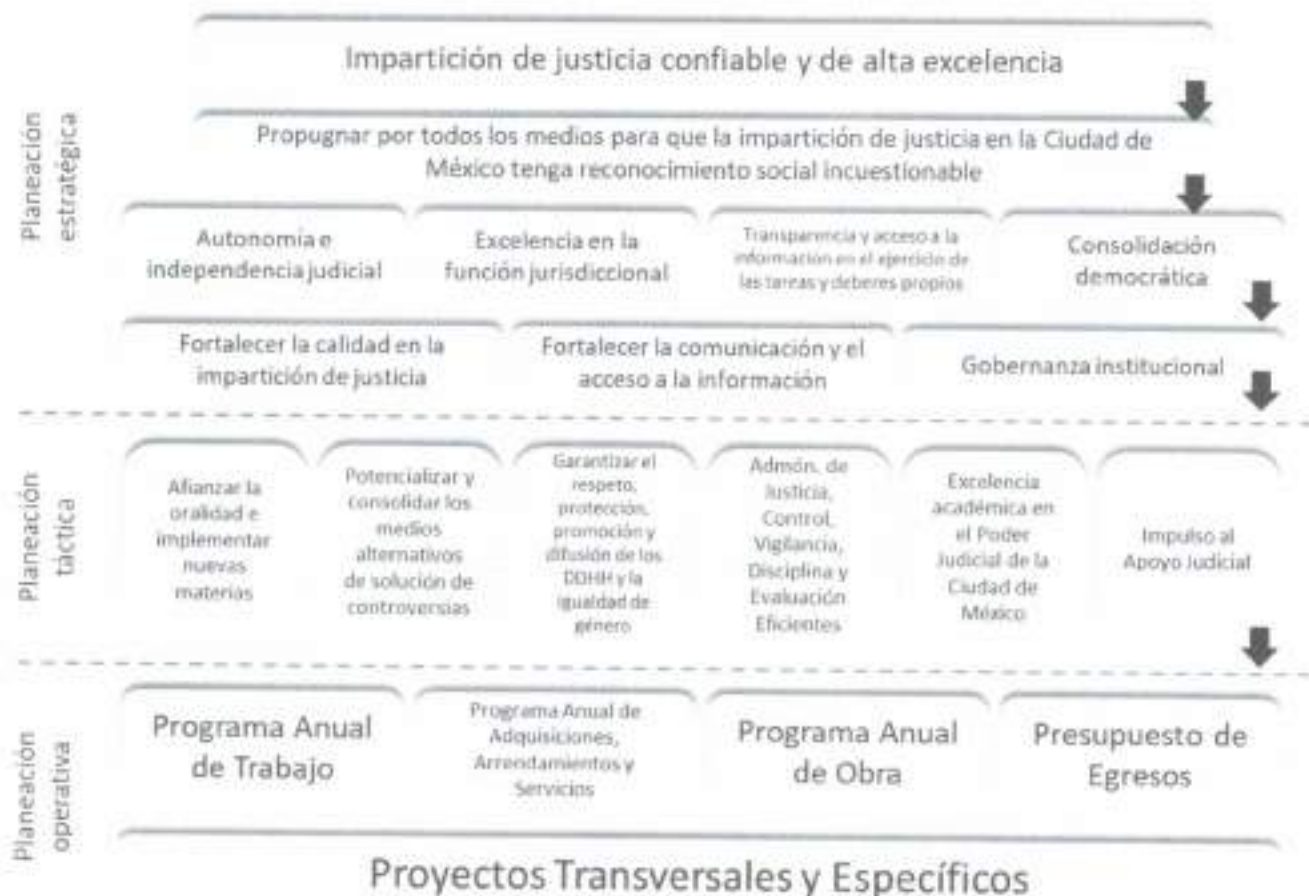 Planeación
estratégica
Impartición de justicia confiable y de alta excelencia
Propugnar por todos los medios para que la impartición de justicia en la Ciudad de
México tenga reconocimiento social incuestionable
Autonomía e
independencia judicial
Excelencia en la
función jurisdiccional
Transparencia y acceso a la
información en el ejercicio de
las tareas y deberes propios
Consolidación
democrática
Fortalecer la calidad en la
impartición de justicia
Fortalecer la comunicación y el
acceso a la información
Gobernanza institucional
Planeación
táctica
Afianzar la
oralidad e
implementar
nuevas
materias
Potencializar y
consolidar los
medios
alternativos
de solución de
controversias
Garantizar el
respeto,
protección,
promoción y
difusión de los
DDHH y la
igualdad de
género
Admón. de
Justicia,
Control,
Vigilancia,
Disciplina y
Evaluación
Eficientes
Excelencia
académica en
el Poder
Judicial de la
Ciudad de
México
Impulso al
Apoyo Judicial
Planeación
operativa
Programa Anual
de Trabajo
Programa Anual de
Adquisiciones,
Arrendamientos y
Servicios
Programa Anual
de Obra
Presupuesto de
Egresos
Proyectos Transversales y Específicos